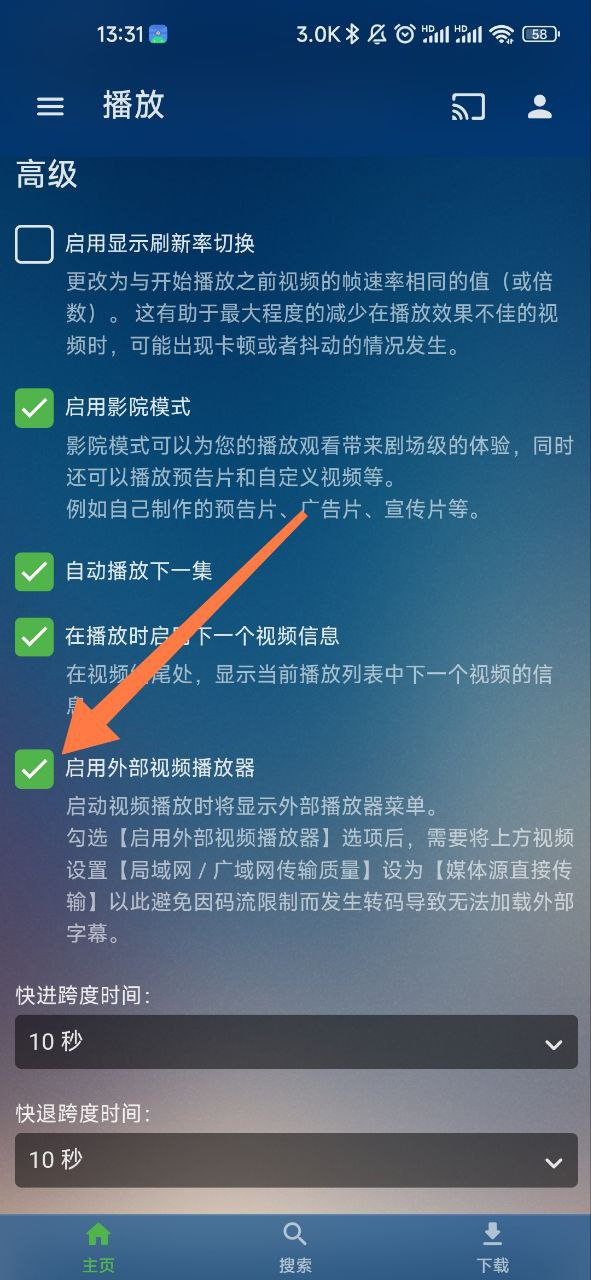 13:31
3.0K HD HD 58
播放
高级
启用显示刷新率切换
更改为与开始播放之前视频的帧速率相同的值（或倍
数）。 这有助于最大程度的减少在播放效果不佳的视
频时，可能出现卡顿或者抖动的情况发生。
启用影院模式
影院模式可以为您的播放观看带来剧场级的体验，同时
还可以播放预告片和自定义视频等。
例如自己制作的预告片、广告片、宣传片等。
自动播放下一集
在播放时启用下一个视频信息
在视频结尾处，显示当前播放列表中下一个视频的信
息
启用外部视频播放器
启动视频播放时将显示外部播放器菜单。
勾选【启用外部视频播放器】选项后，需要将上方视频
设置【局域网 / 广域网传输质量】设为【媒体源直接传
输】以此避免因码流限制而发生转码导致无法加载外部
字幕。
快进跨度时间：
10 秒
快退跨度时间：
10 秒
主页 搜索 下载